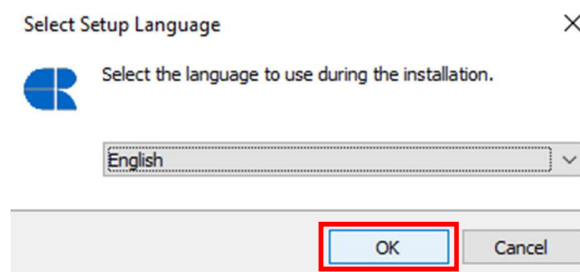 Select Setup Language
Select the language to use during the installation.
English
OK Cancel